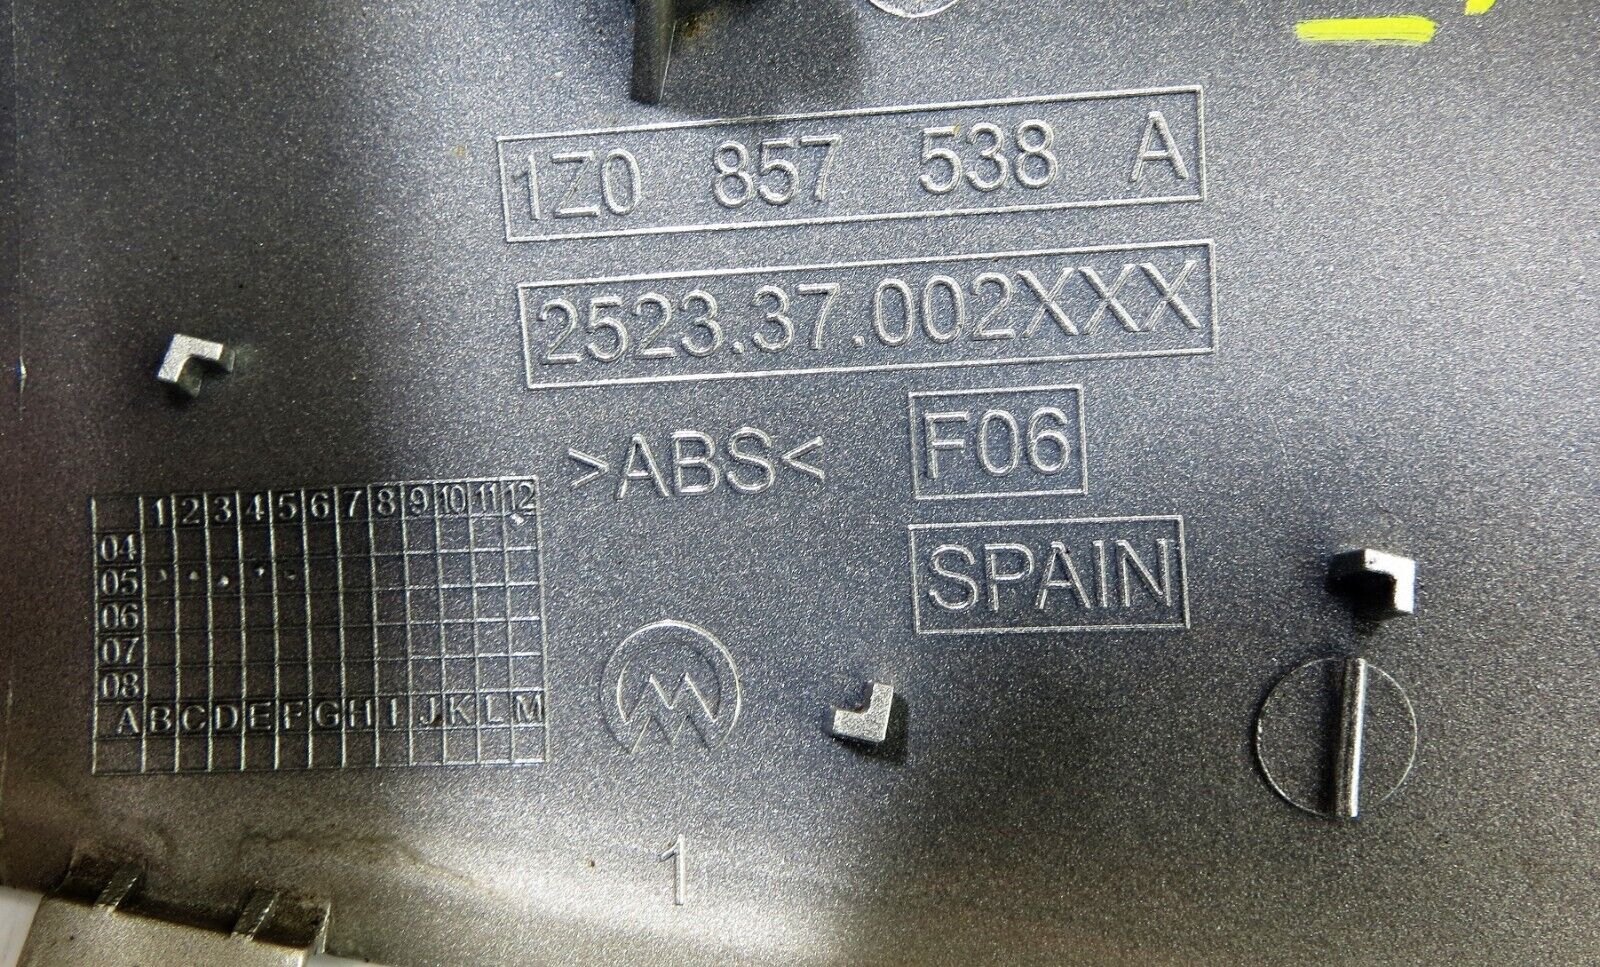 1Z0 857 538 A
2523.37.002XXX
>ABS<
F06
SPAIN
1 2 3 4 5 6 7 8 9 10 11 12
04
05
06
07
08
A B C D E F G H I J K L M
1